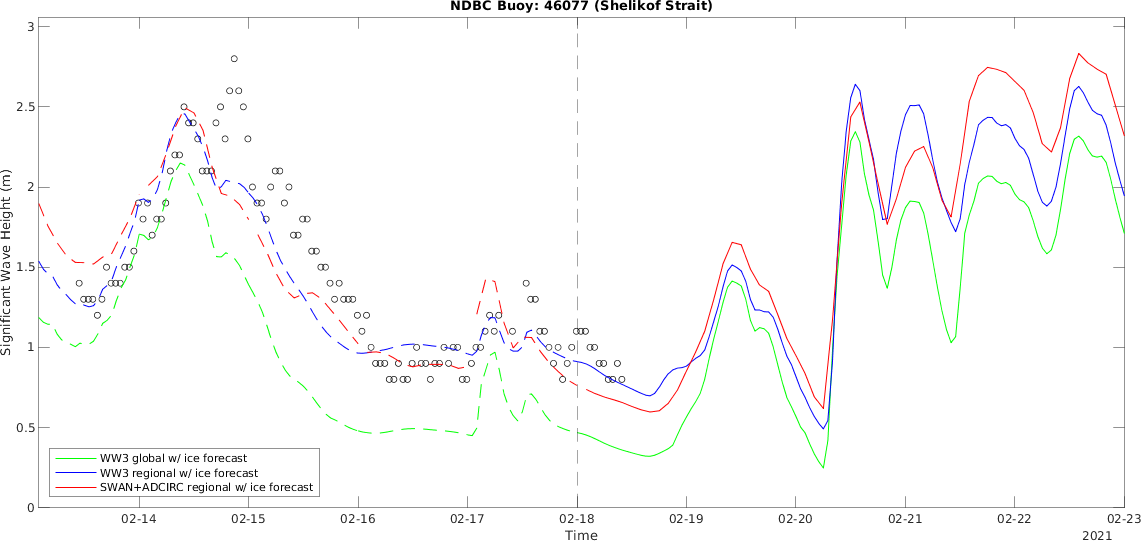 NDBC Buoy: 46077 (Shelikof Strait)
Significant Wave Height (m)
3
2.5
2
1.5
1
0.5
0
WW3 global w/ ice forecast
WW3 regional w/ ice forecast
SWAN+ADCIRC regional w/ ice forecast
02-14 02-15 02-16 02-17 02-18 02-19 02-20 02-21 02-22 02-23
Time
2021